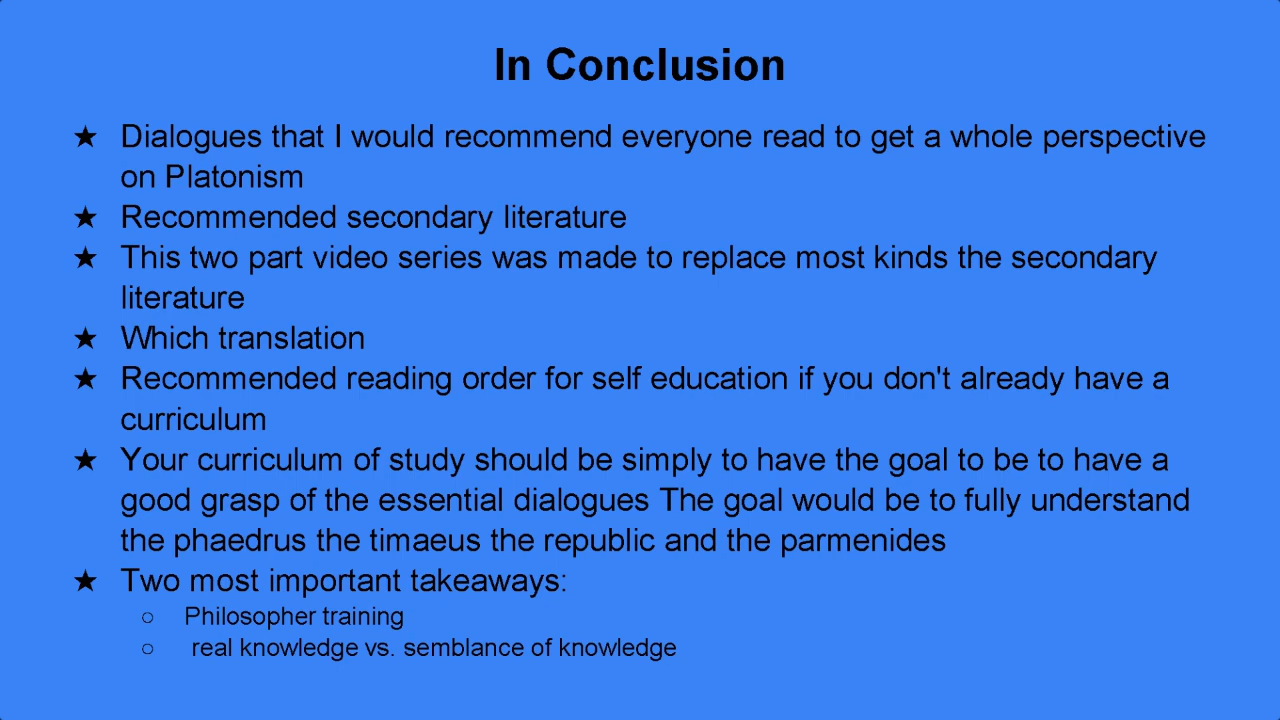 In Conclusion
★ Dialogues that I would recommend everyone read to get a whole perspective
on Platonism
★ Recommended secondary literature
★ This two part video series was made to replace most kinds the secondary
literature
★ Which translation
★ Recommended reading order for self education if you don't already have a
curriculum
★ Your curriculum of study should be simply to have the goal to be to have a
good grasp of the essential dialogues The goal would be to fully understand
the phaedrus the timaeus the republic and the parmenides
★ Two most important takeaways:
○ Philosopher training
○ real knowledge vs. semblance of knowledge